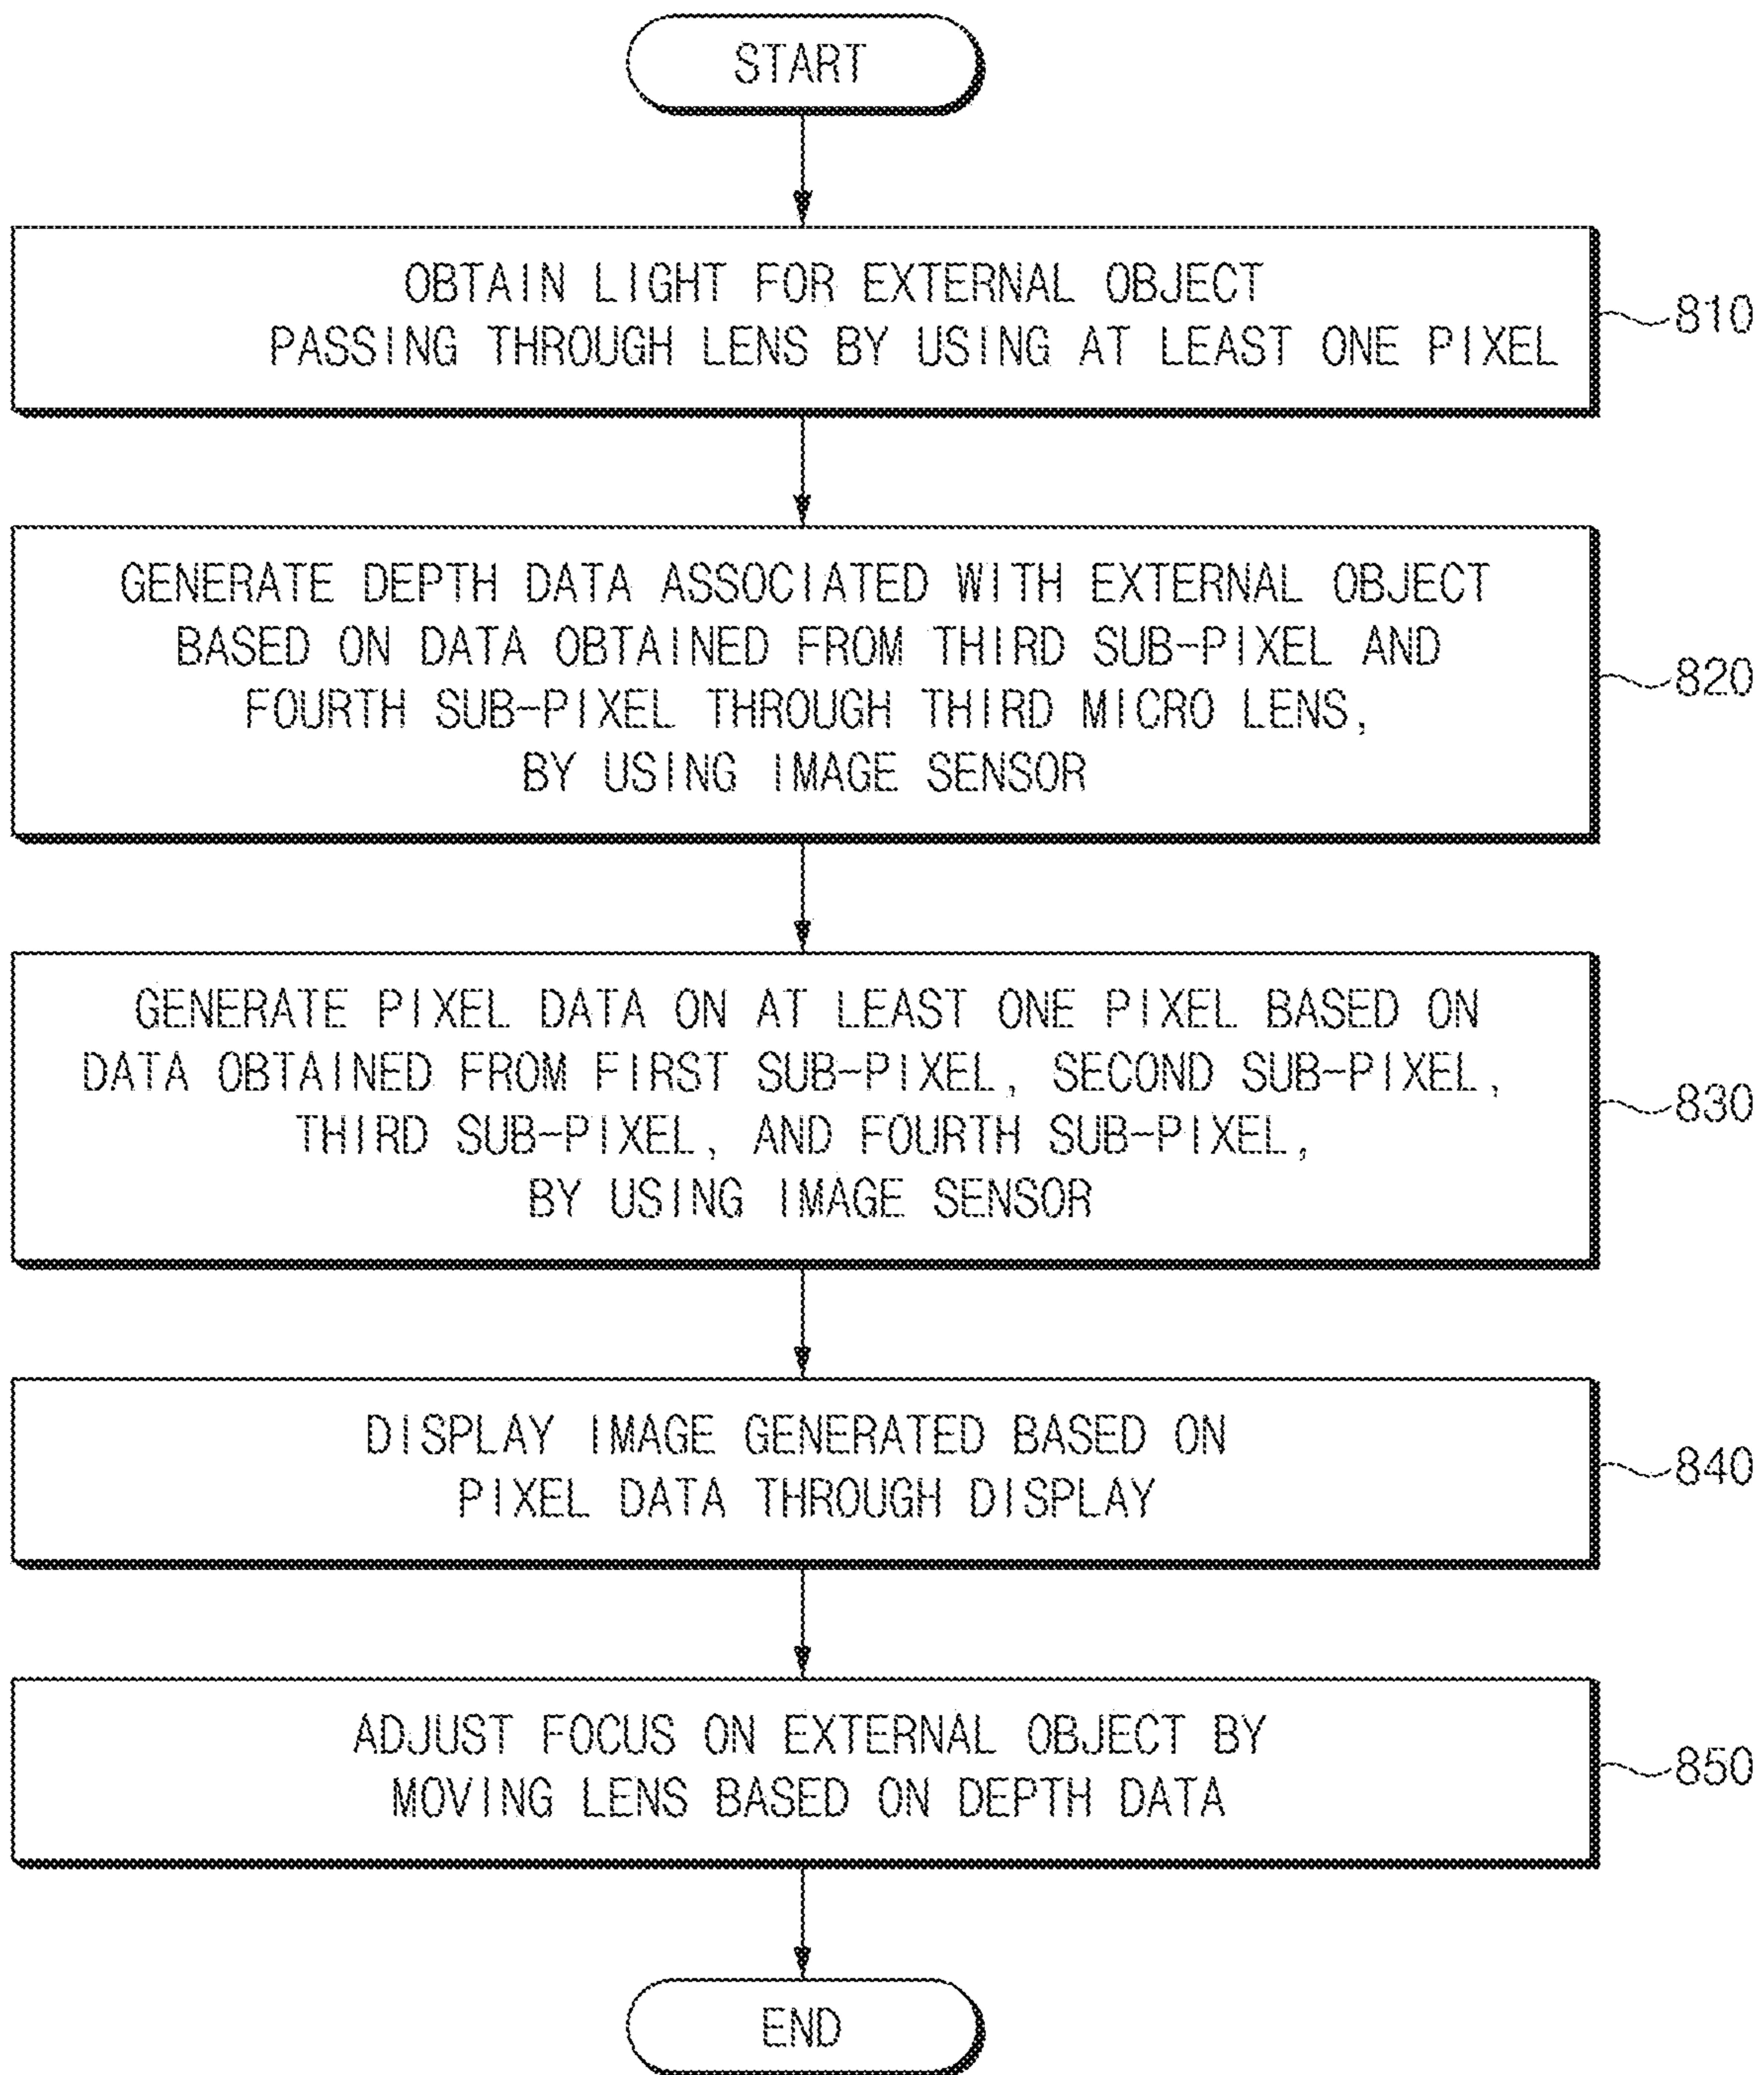 START
OBTAIN LIGHT FOR EXTERNAL OBJECT
PASSING THROUGH LENS BY USING AT LEAST ONE PIXEL
810
GENERATE DEPTH DATA ASSOCIATED WITH EXTERNAL OBJECT
BASED ON DATA OBTAINED FROM THIRD SUB-PIXEL AND
FOURTH SUB-PIXEL THROUGH THIRD MICRO LENS,
BY USING IMAGE SENSOR
820
GENERATE PIXEL DATA ON AT LEAST ONE PIXEL BASED ON
DATA OBTAINED FROM FIRST SUB-PIXEL, SECOND SUB-PIXEL,
THIRD SUB-PIXEL, AND FOURTH SUB-PIXEL,
BY USING IMAGE SENSOR
830
DISPLAY IMAGE GENERATED BASED ON
PIXEL DATA THROUGH DISPLAY
840
ADJUST FOCUS ON EXTERNAL OBJECT BY
MOVING LENS BASED ON DEPTH DATA
850
END